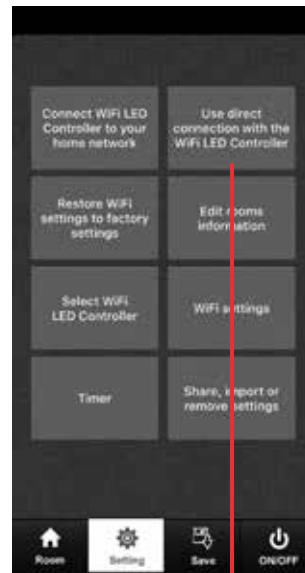 Connect WiFi LED
Controller to your
home network
Use direct
connection with the
WiFi LED Controller
Restore WiFi
settings to factory
settings
Edit rooms
information
Select WiFi
LED Controller
WiFi settings
Timer
Share, import or
remove settings
Room
Setting
Save
ON/OFF